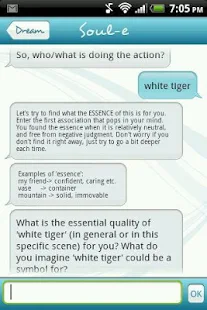 7:05 PM
Dream
Soul-e
So, who/what is doing the action?
white tiger
Let's try to find what the ESSENCE of this is for you.
Enter the first association that pops in your mind.
You found the essence when it is relatively neutral,
and free from negative judgment. Don't worry if you
don't find it right away, just try to go a bit deeper
each time.
Examples of 'essence':
my friend-> confident, caring etc.
vase -> container
mountain -> solid, immovable
What is the essential quality of
'white tiger' (in general or in this
specific scene) for you? What do
you imagine 'white tiger' could be a
symbol for?
OK